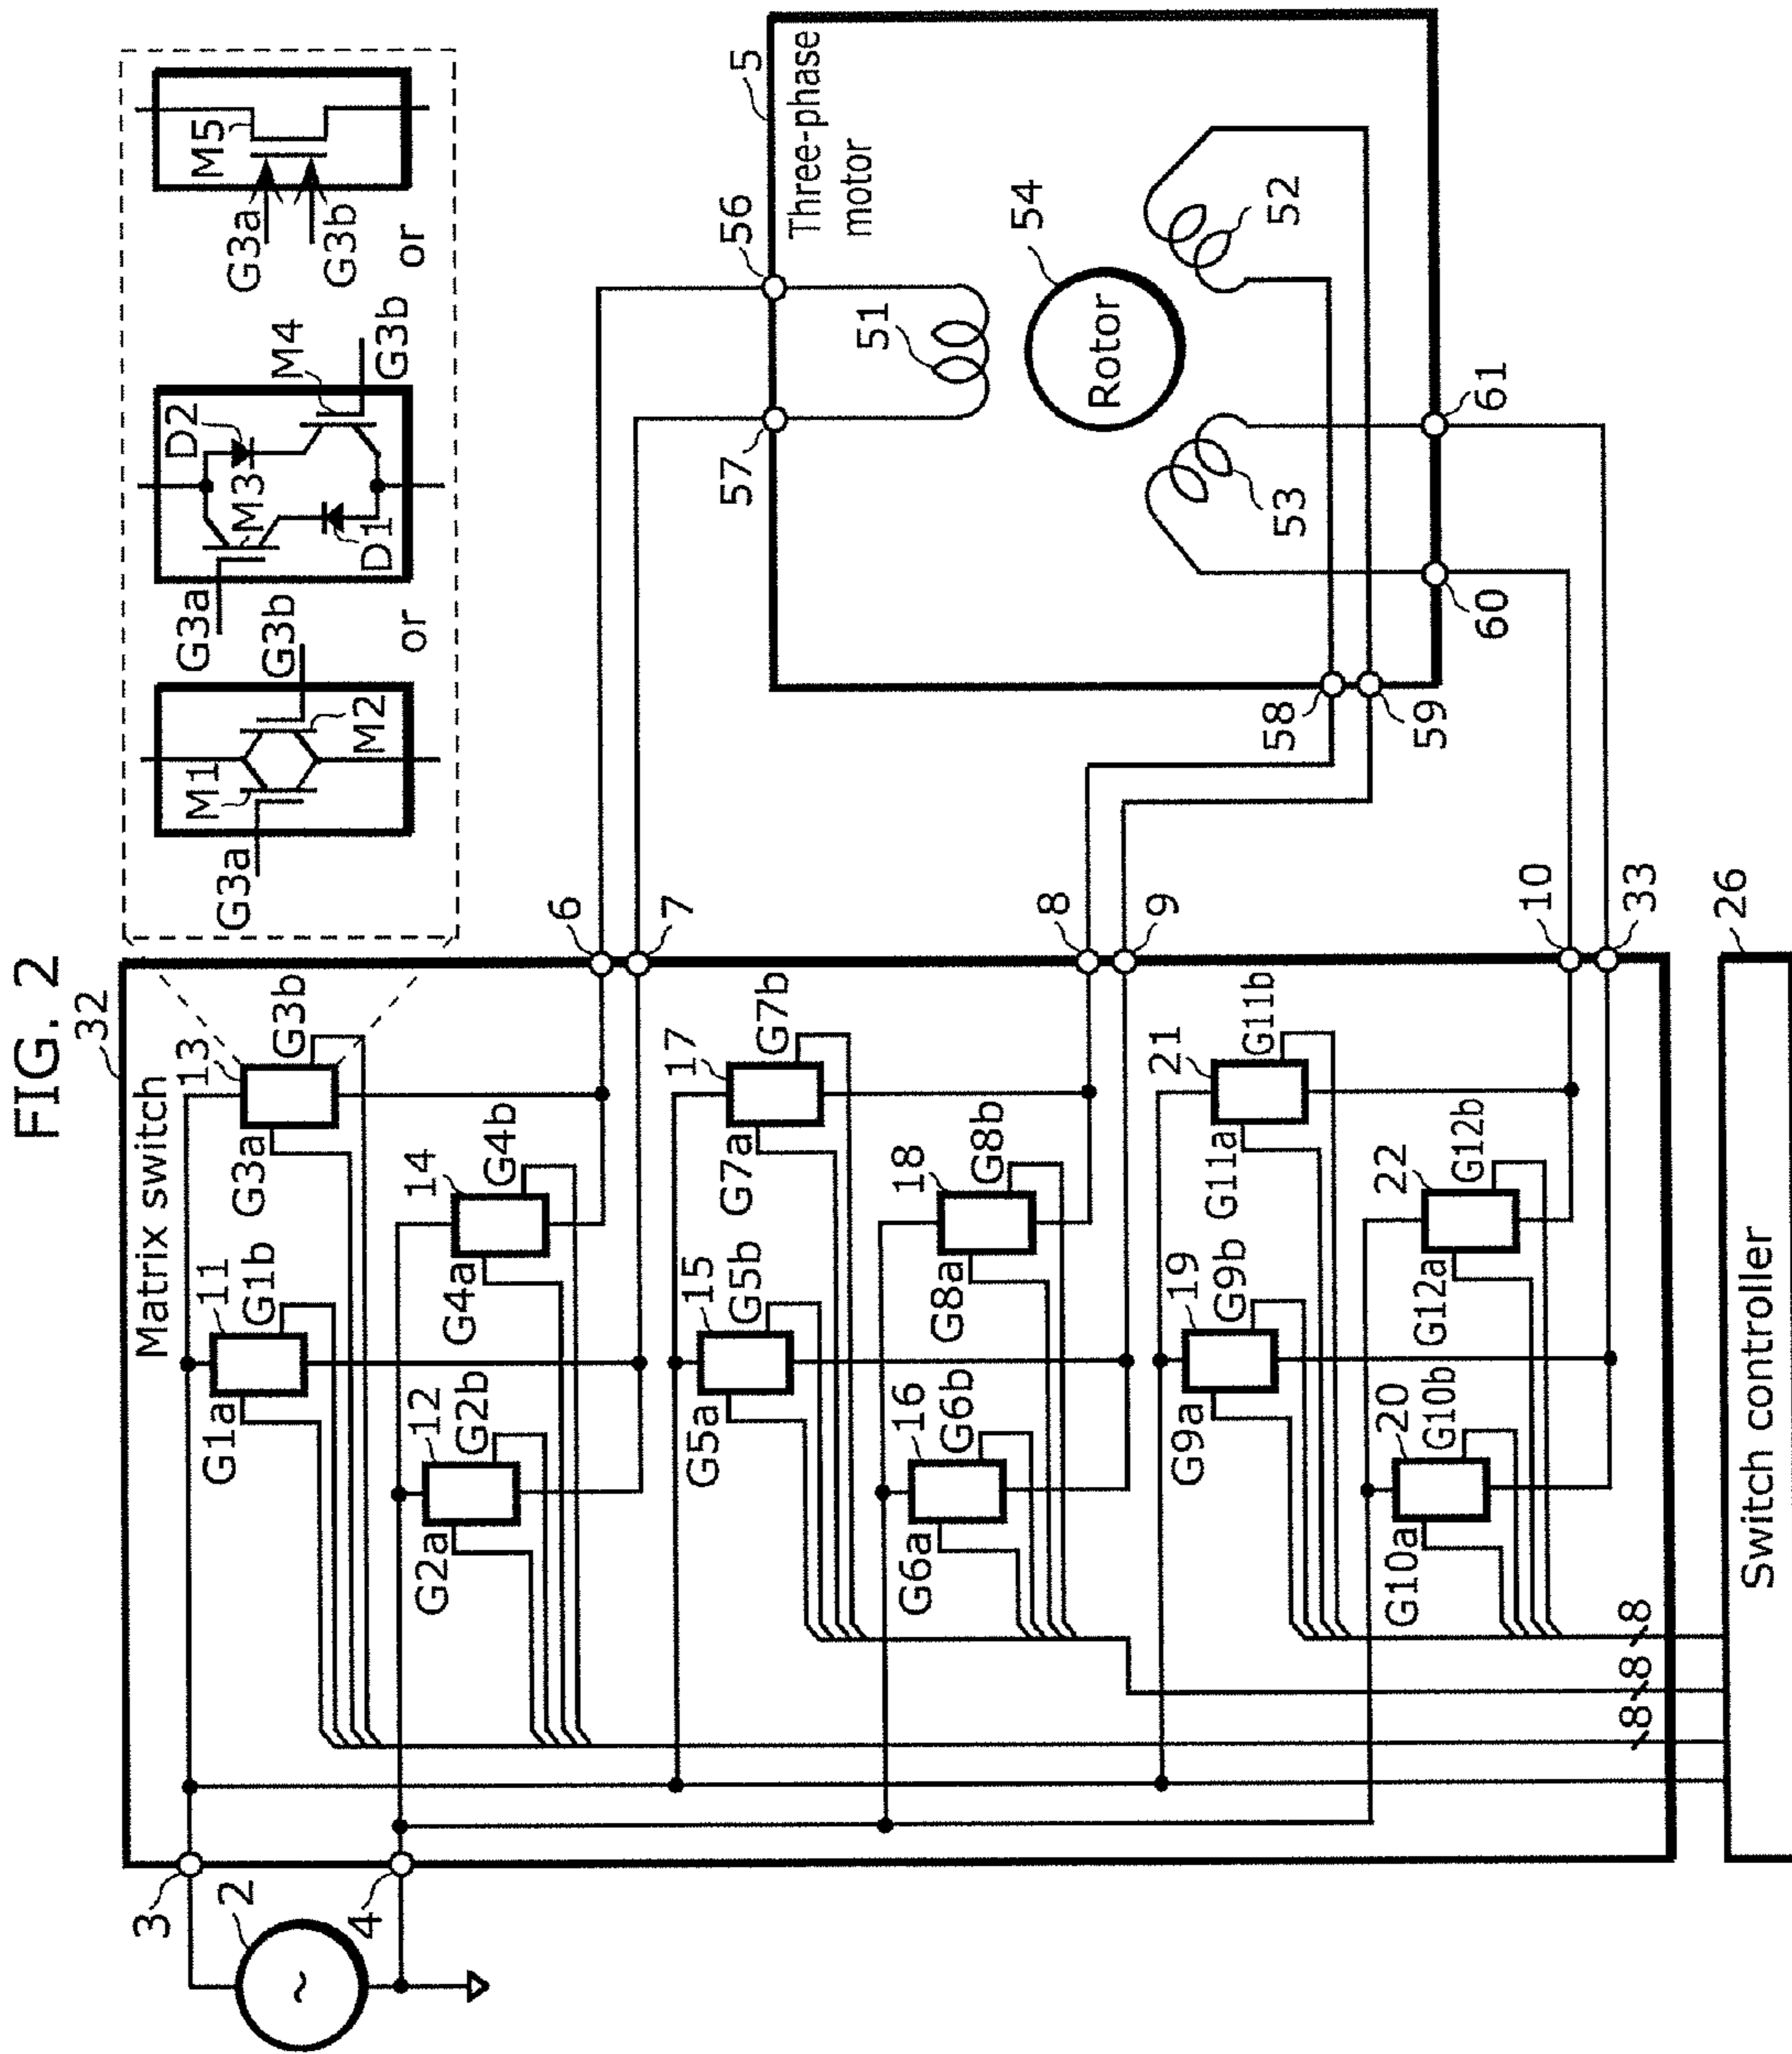 FIG. 2
32
Matrix switch
G3a
M1
M2
G3b
or
G3a
M3
D1
D2
M4
G3b
or
G3a
G3b
M5
3
2
~
4
G1a
11
G1b
G3a
13
G3b
G2a
12
G2b
G4a
14
G4b
6
7
G5a
15
G5b
G7a
17
G7b
G6a
16
G6b
G8a
18
G8b
8
9
G9a
19
G9b
G11a
21
G11b
G10a
20
G10b
G12a
22
G12b
10
33
8
8
8
26
Switch controller
5
Three-phase
motor
57
56
51
54
Rotor
53
52
58
59
60
61